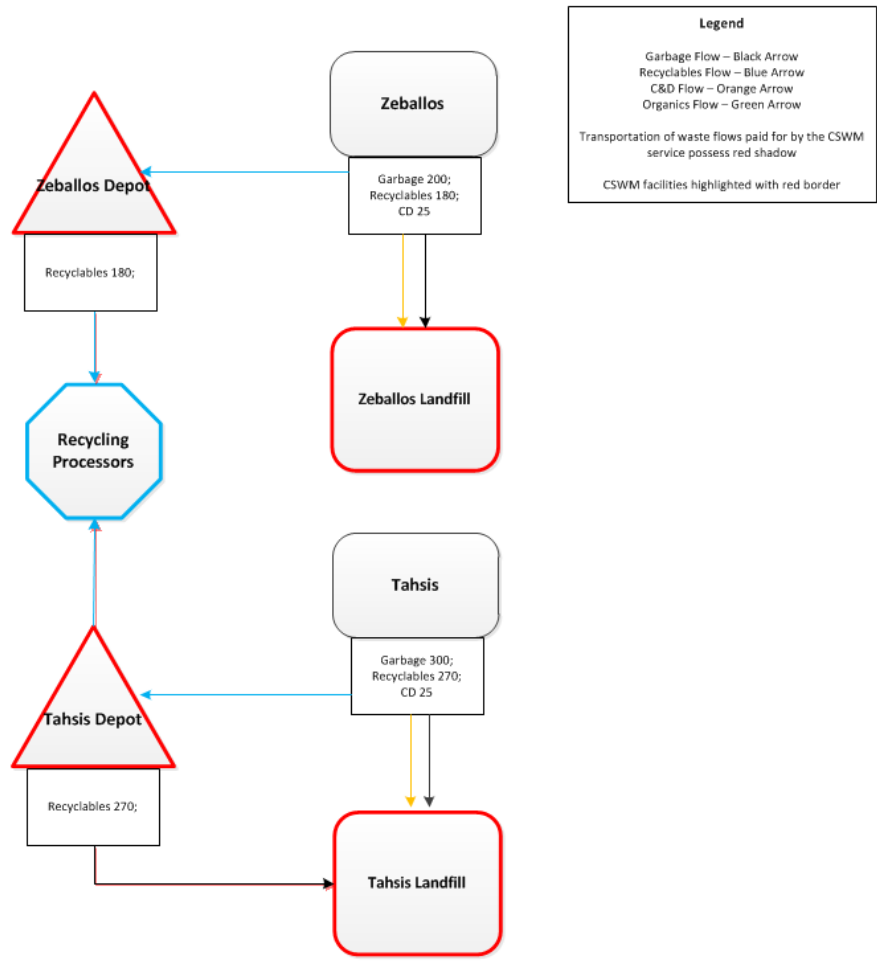 Legend
Garbage Flow – Black Arrow
Recyclables Flow – Blue Arrow
C&D Flow – Orange Arrow
Organics Flow – Green Arrow
Transportation of waste flows paid for by the CSWM
service possess red shadow
CSWM facilities highlighted with red border
Zeballos
Garbage 200;
Recyclables 180;
CD 25
Zeballos Depot
Recyclables 180;
Zeballos Landfill
Recycling
Processors
Tahsis
Garbage 300;
Recyclables 270;
CD 25
Tahsis Depot
Recyclables 270;
Tahsis Landfill